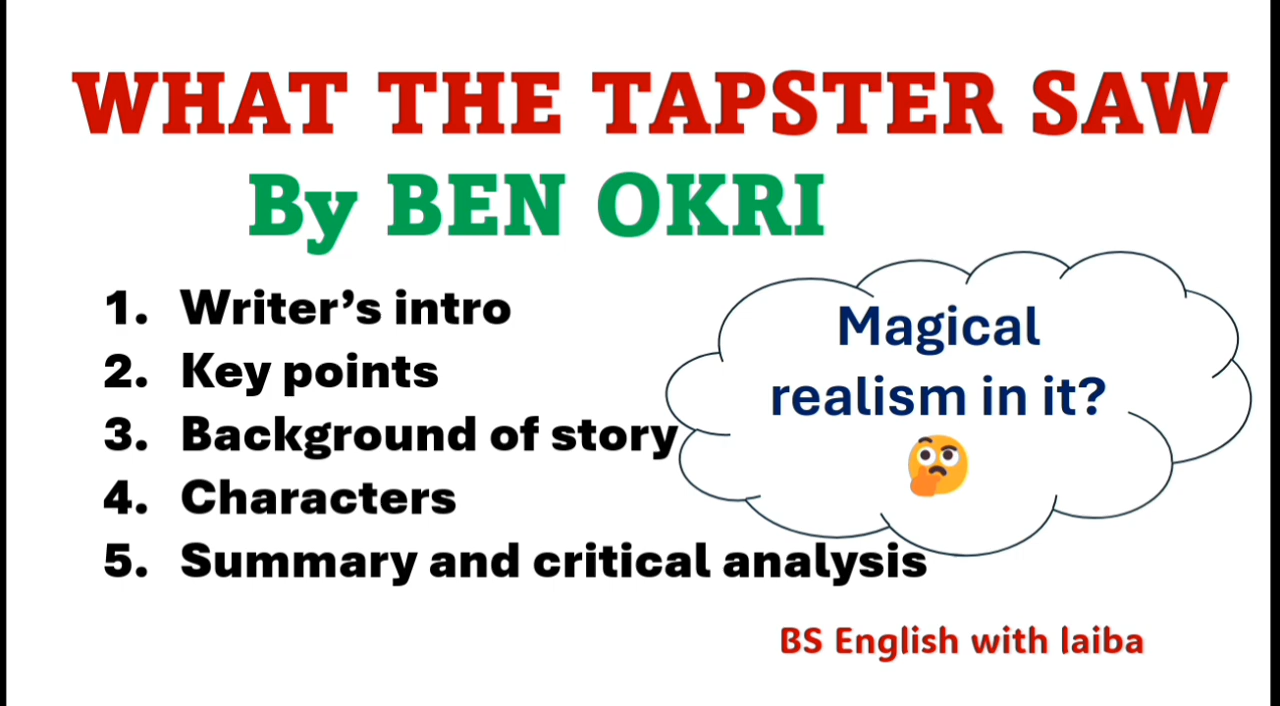 WHAT THE TAPSTER SAW
By BEN OKRI
1. Writer’s intro
2. Key points
3. Background of story
4. Characters
5. Summary and critical analysis
Magical
realism in it?
BS English with laiba